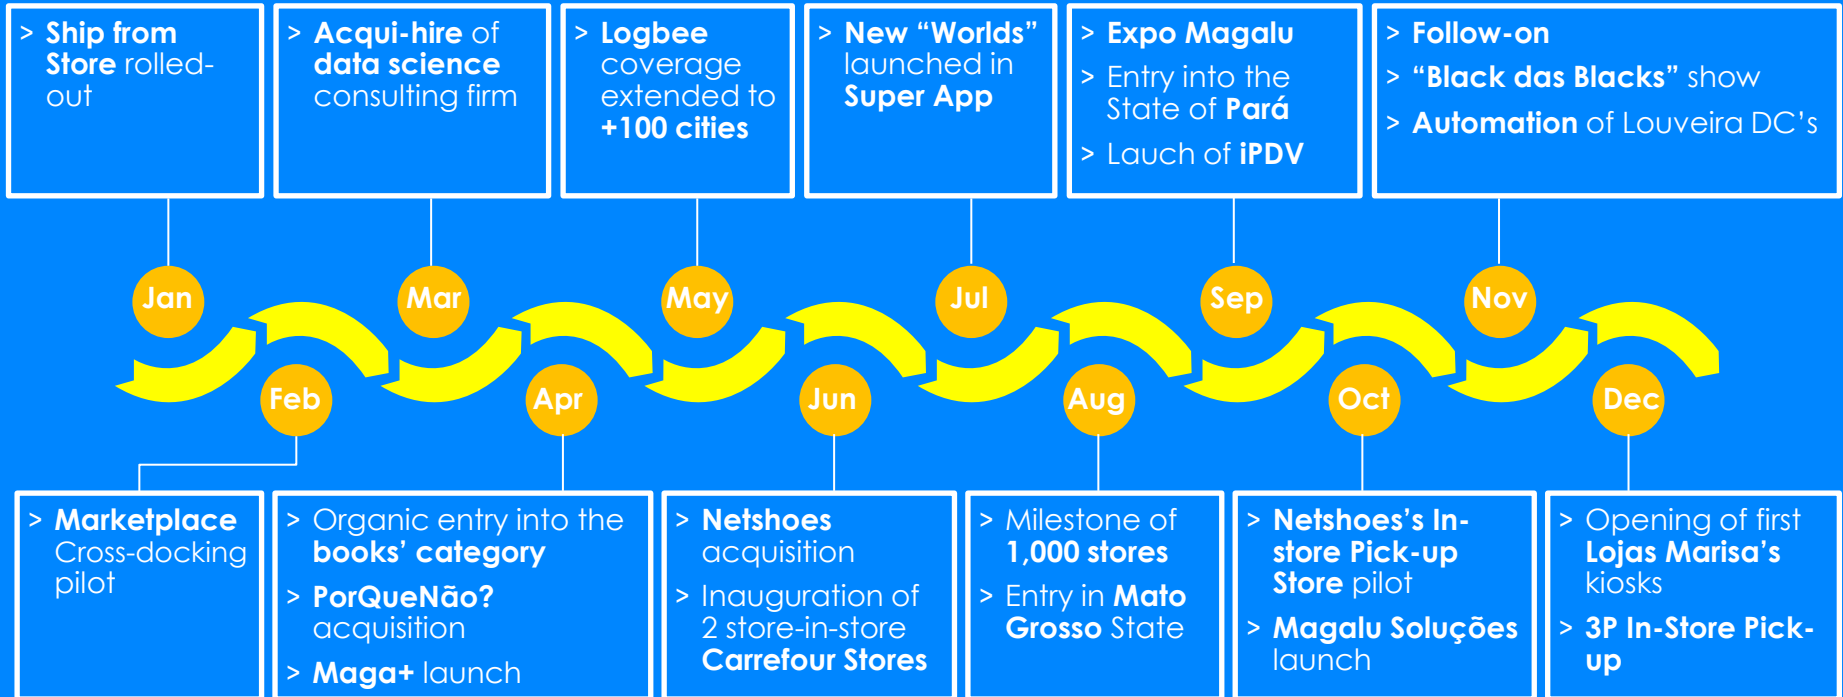 > Ship from
Store rolled-
out
> Acqui-hire of
data science
consulting firm
> Logbee
coverage
extended to
+100 cities
> New “Worlds”
launched in
Super App
> Expo Magalu
> Entry into the
State of Pará
> Lauch of iPDV
> Follow-on
> “Black das Blacks” show
> Automation of Louveira DC’s
Jan
Mar
May
Jul
Sep
Nov
Feb
Apr
Jun
Aug
Oct
Dec
> Marketplace
Cross-docking
pilot
> Organic entry into the
books’ category
> PorQueNão?
acquisition
> Maga+ launch
> Netshoes
acquisition
> Inauguration of
2 store-in-store
Carrefour Stores
> Milestone of
1,000 stores
> Entry in Mato
Grosso State
> Netshoes’s In-
store Pick-up
Store pilot
> Magalu Soluções
launch
> Opening of first
Lojas Marisa’s
kiosks
> 3P In-Store Pick-
up